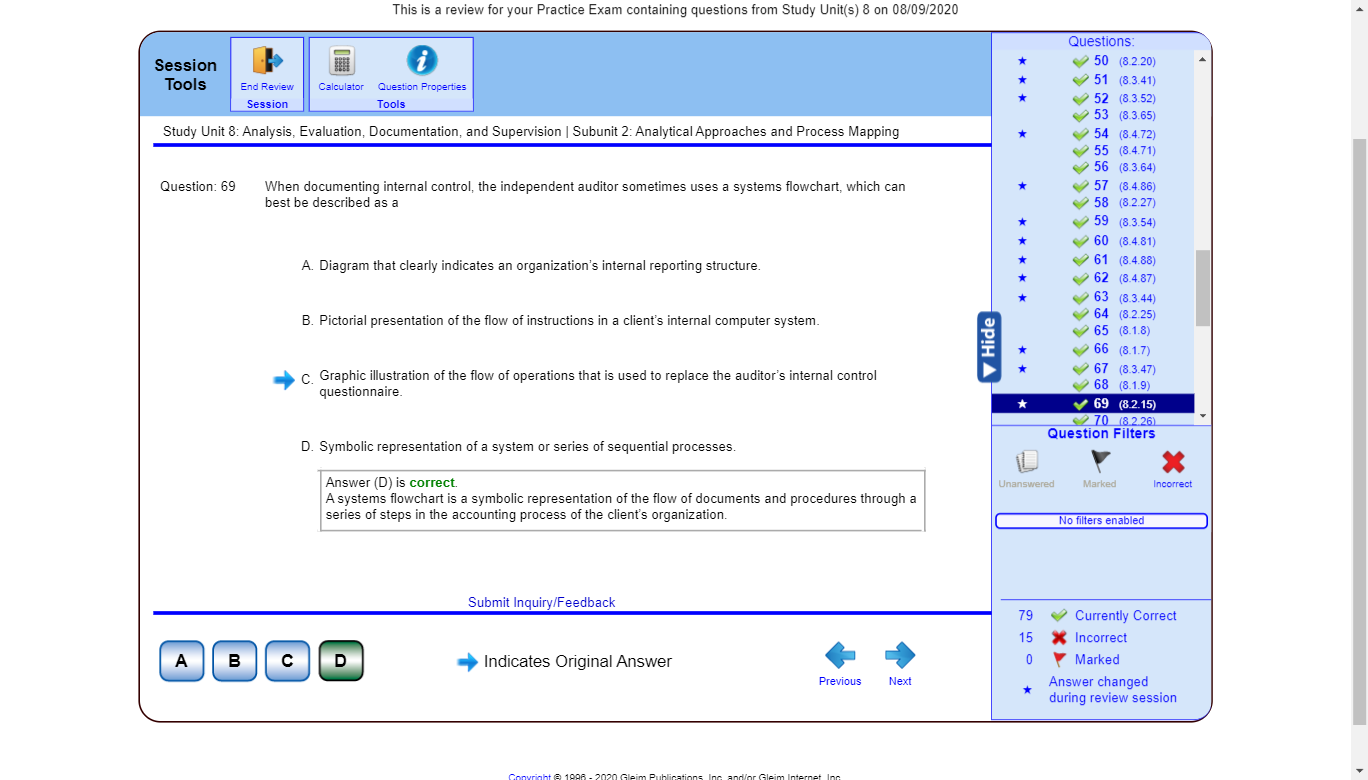 This is a review for your Practice Exam containing questions from Study Unit(s) 8 on 08/09/2020
Session Tools
End Review
Session
Calculator
Question Properties
Tools
Study Unit 8: Analysis, Evaluation, Documentation, and Supervision | Subunit 2: Analytical Approaches and Process Mapping
Question: 69
When documenting internal control, the independent auditor sometimes uses a systems flowchart, which can
best be described as a
A. Diagram that clearly indicates an organization's internal reporting structure.
B. Pictorial presentation of the flow of instructions in a client's internal computer system.
C. Graphic illustration of the flow of operations that is used to replace the auditor's internal control
questionnaire.
D. Symbolic representation of a system or series of sequential processes.
Answer (D) is correct.
A systems flowchart is a symbolic representation of the flow of documents and procedures through a
series of steps in the accounting process of the client's organization.
Submit Inquiry/Feedback
A B C D
Indicates Original Answer
Previous
Next
Questions:
50 (8.2.20)
51 (8.3.41)
52 (8.3.52)
53 (8.3.65)
54 (8.4.72)
55 (8.4.71)
56 (8.3.64)
57 (8.4.86)
58 (8.2.27)
59 (8.3.54)
60 (8.4.81)
61 (8.4.88)
62 (8.4.87)
63 (8.3.44)
64 (8.2.25)
65 (8.1.8)
66 (8.1.7)
67 (8.3.47)
68 (8.1.9)
69 (8.2.15)
70 (8.2.26)
Hide
Question Filters
Unanswered
Marked
Incorrect
No filters enabled
79 Currently Correct
15 Incorrect
0 Marked
Answer changed
during review session
Copyright © 1996 - 2020 Gleim Publications, Inc. and/or Gleim Internet, Inc.